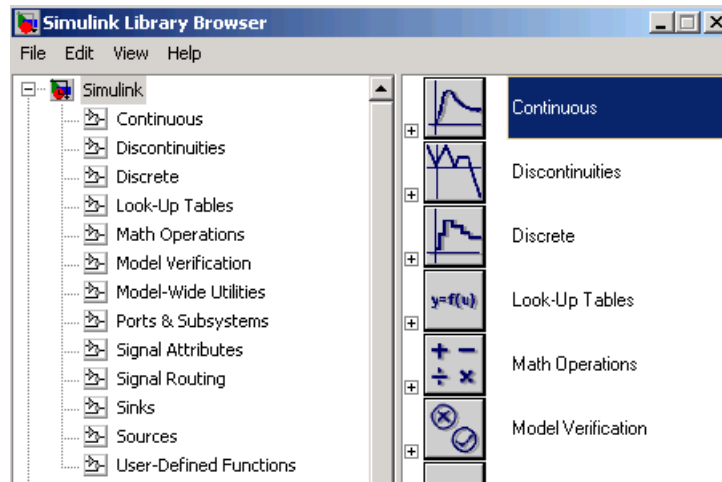 Simulink Library Browser
File Edit View Help
Simulink
Continuous
Discontinuities
Discrete
Look-Up Tables
Math Operations
Model Verification
Model-Wide Utilities
Ports & Subsystems
Signal Attributes
Signal Routing
Sinks
Sources
User-Defined Functions
Continuous
Discontinuities
Discrete
y=f(u) Look-Up Tables
Math Operations
Model Verification